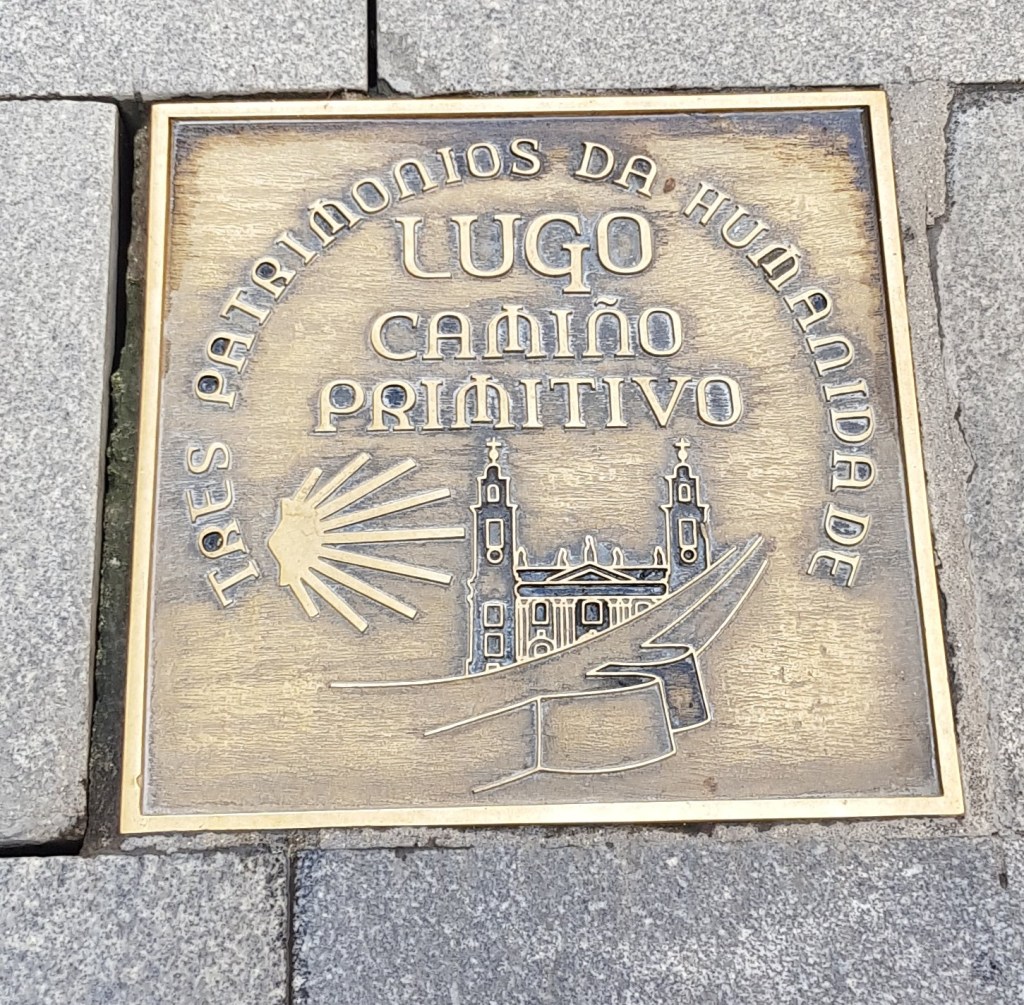 TRES PATRIMONIOS DA HUMANIDADE
LUGO
CAMIÑO
PRIMITIVO